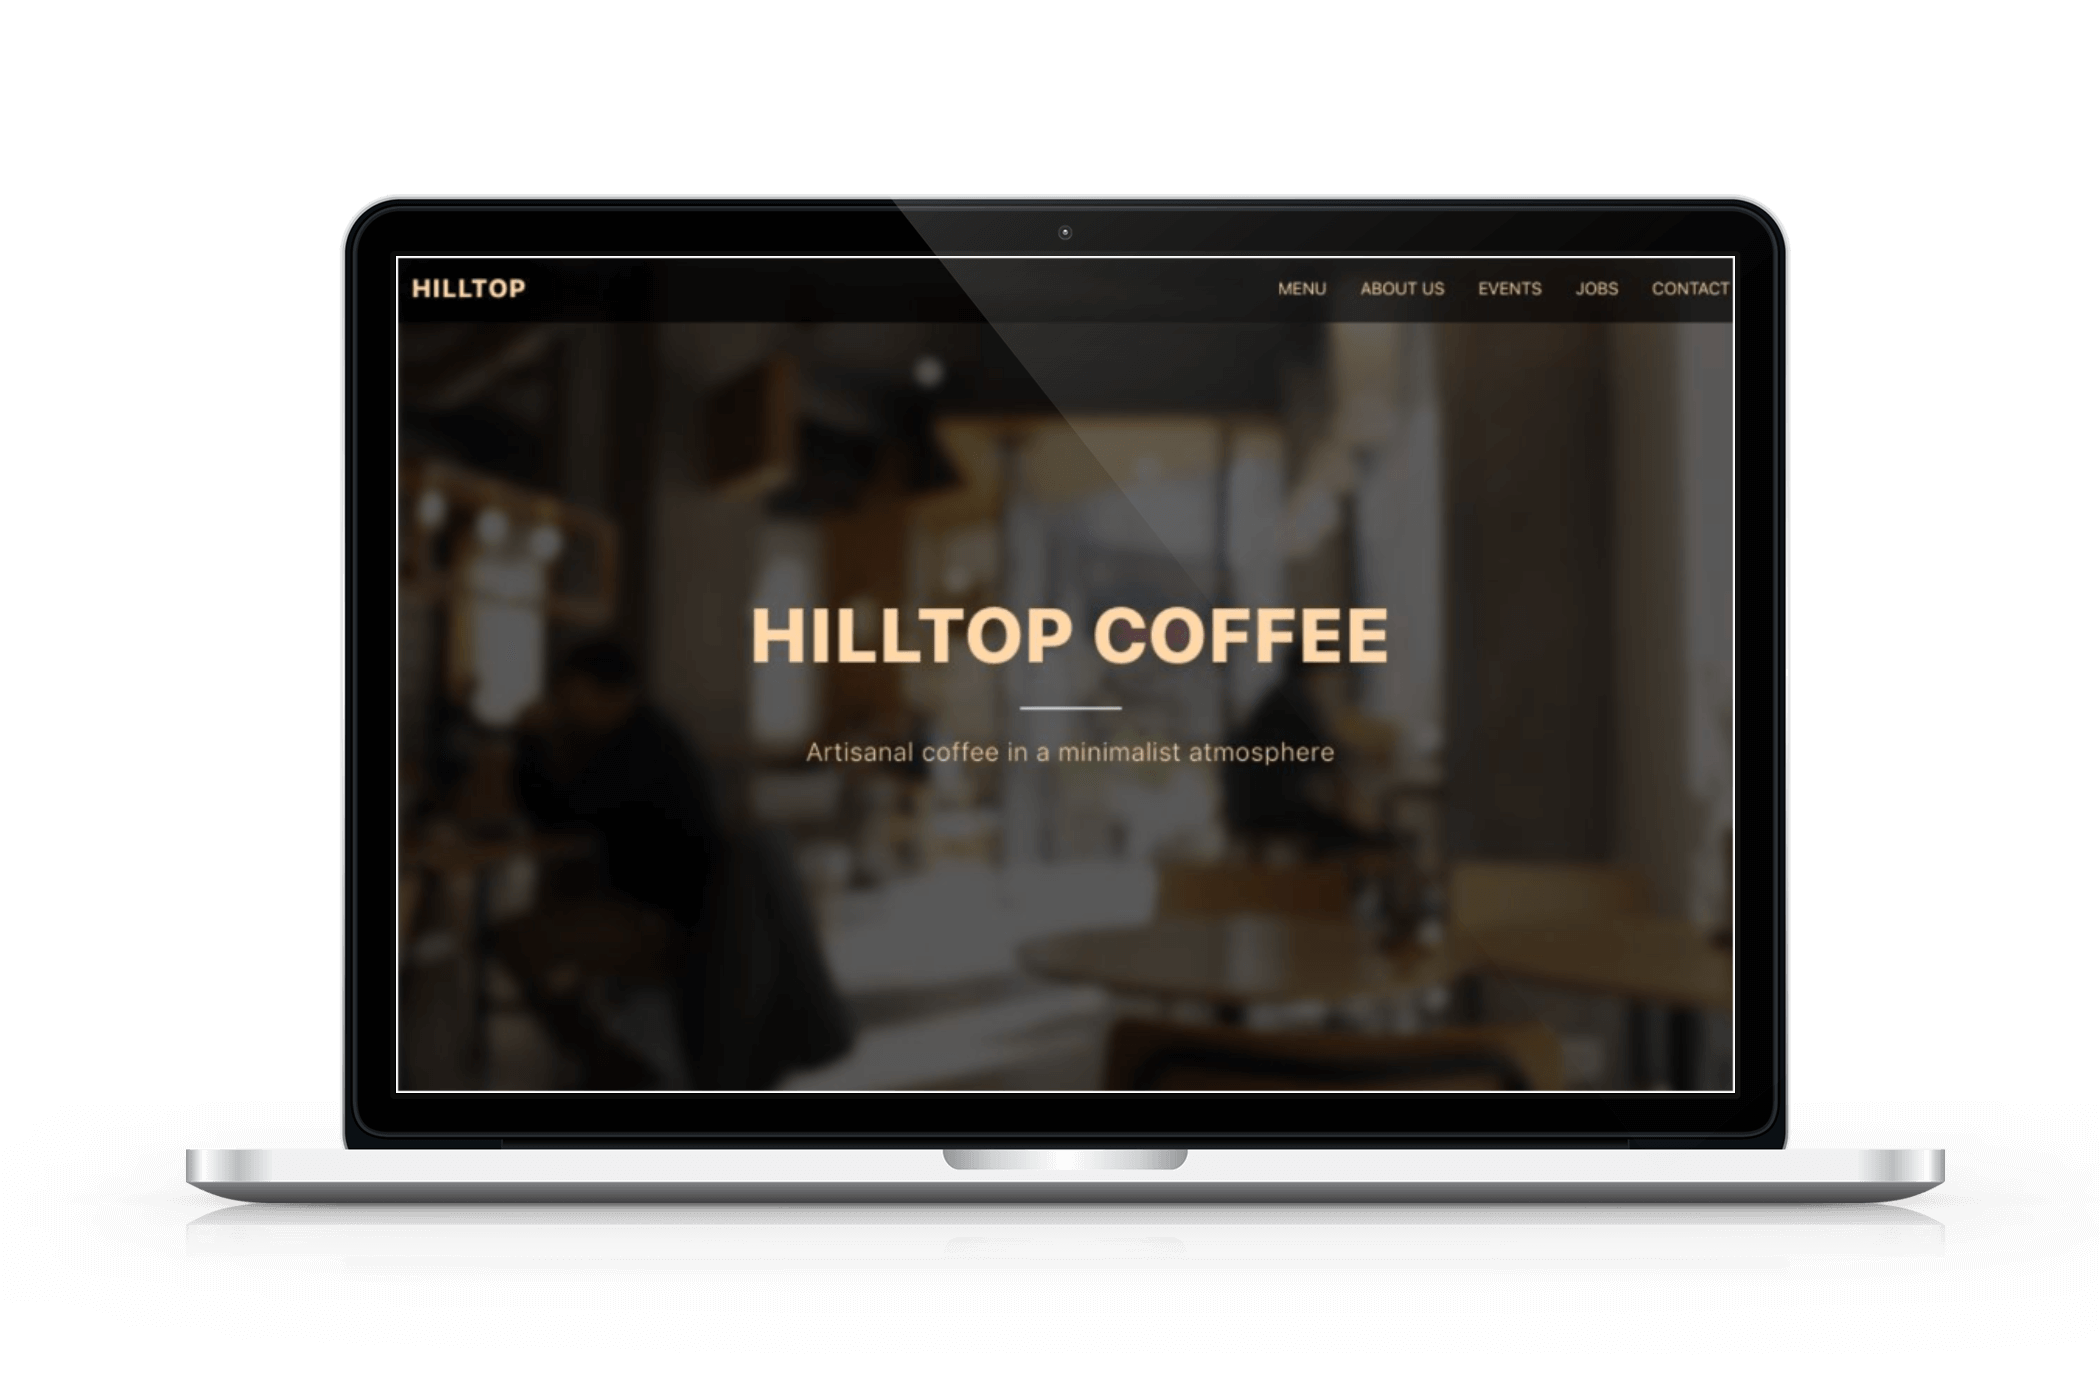 HILLTOP
MENU ABOUT US EVENTS JOBS CONTACT
HILLTOP COFFEE
Artisanal coffee in a minimalist atmosphere